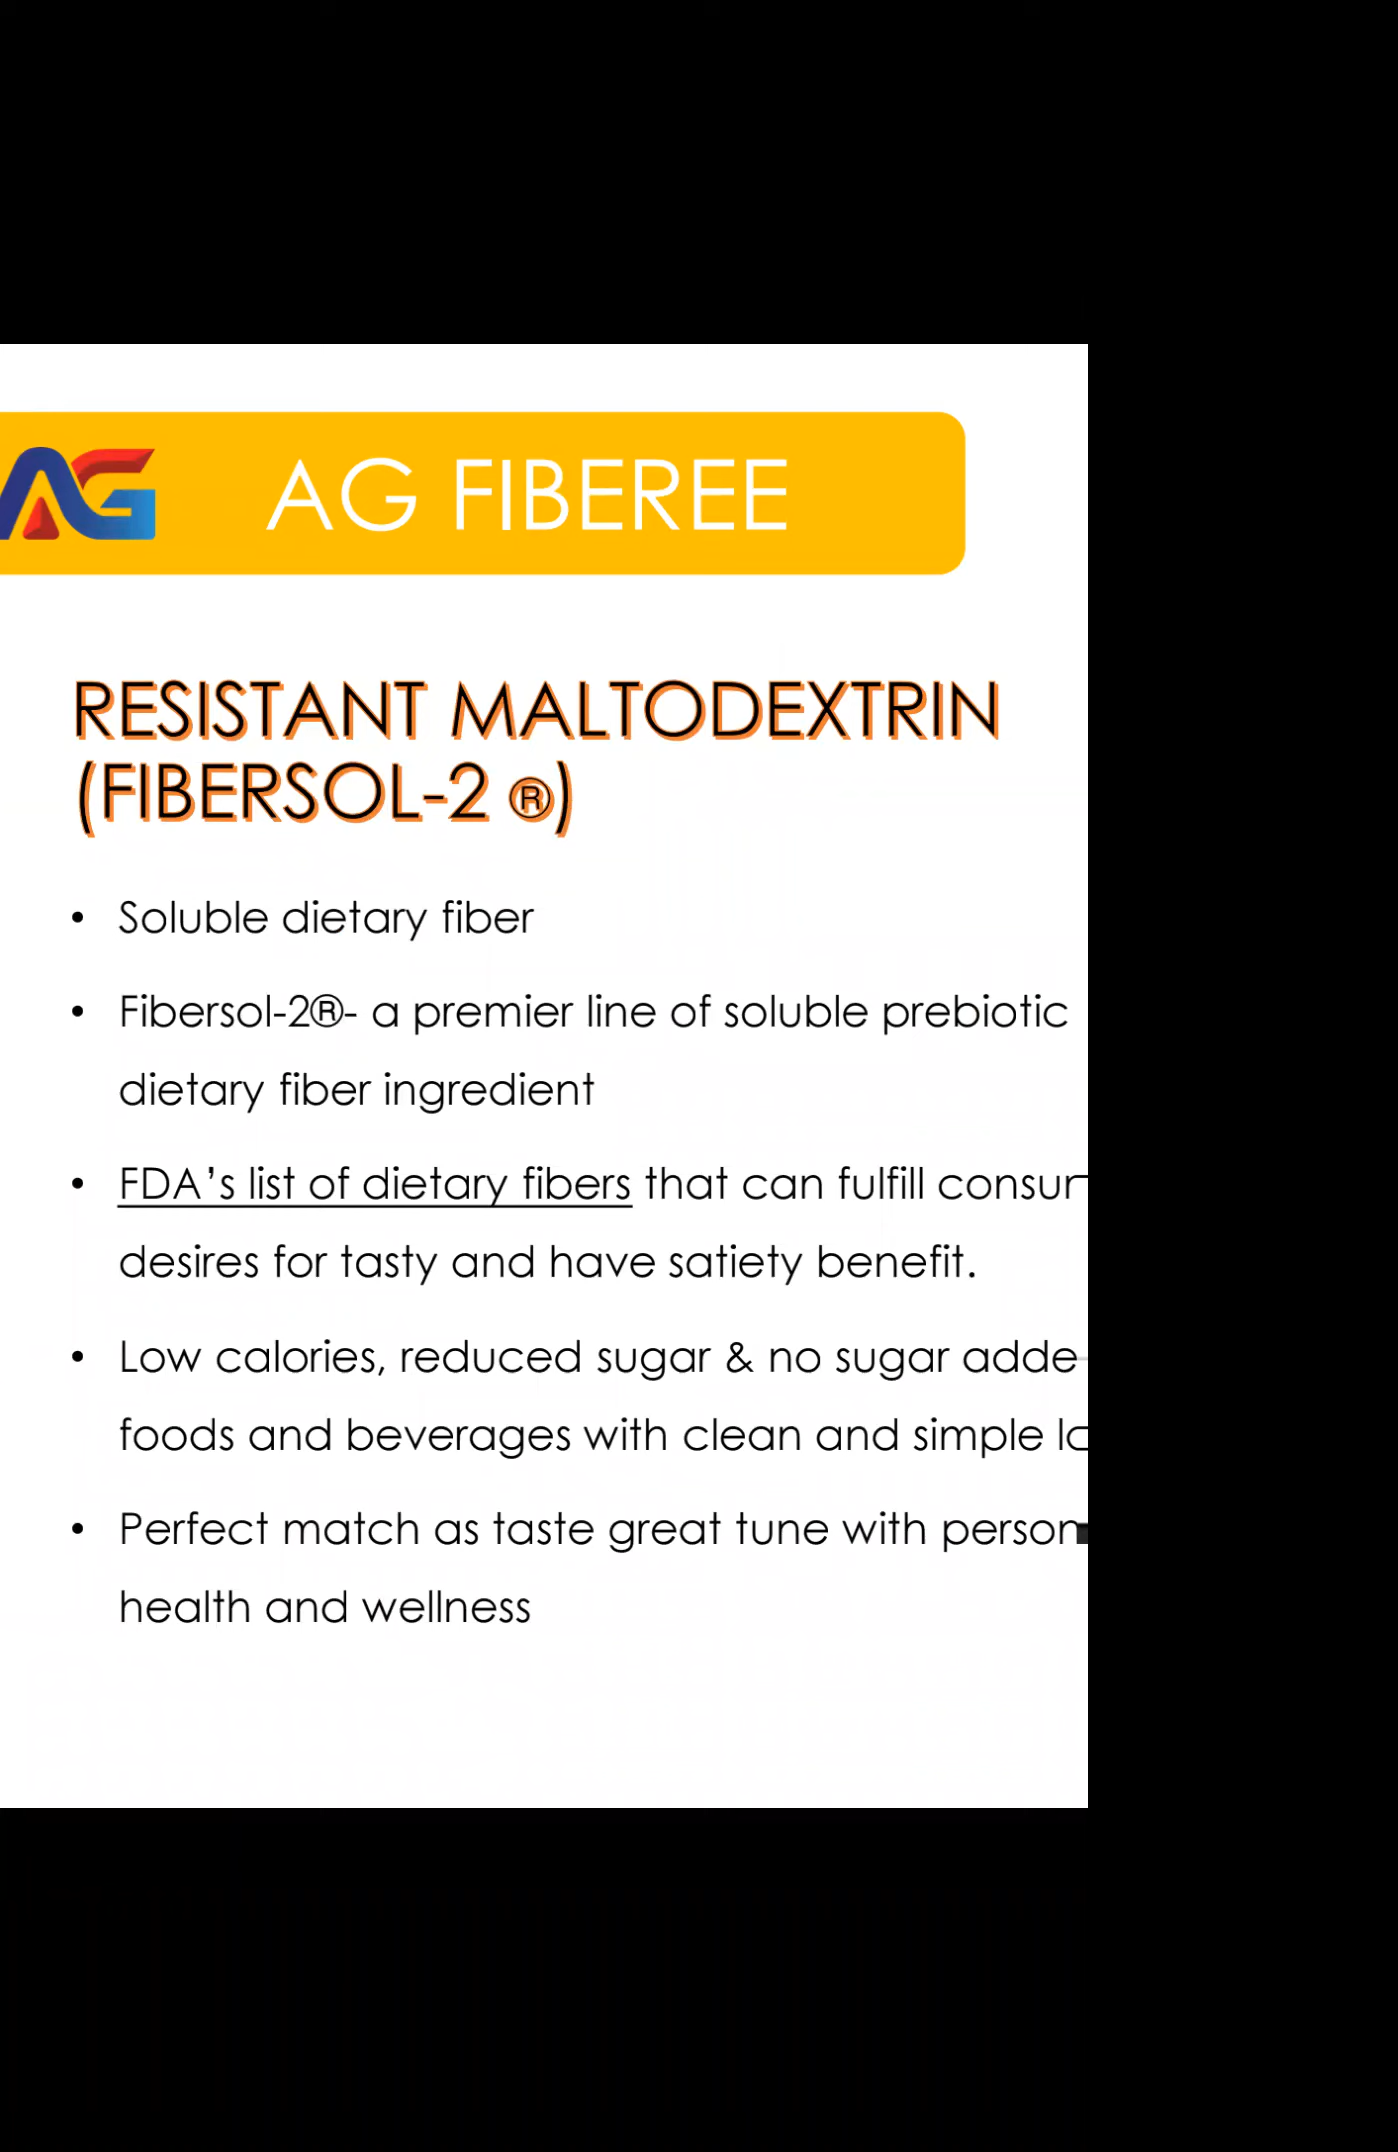 AG AG FIBEREE
RESISTANT MALTODEXTRIN
(FIBERSOL-2 ®)
• Soluble dietary fiber
• Fibersol-2®- a premier line of soluble prebiotic
dietary fiber ingredient
• FDA’s list of dietary fibers that can fulfill
desires for tasty and have satiety benefit.
• Low calories, reduced sugar & no sugar adde
foods and beverages with clean and simple
• Perfect match as taste great tune with person
health and wellness